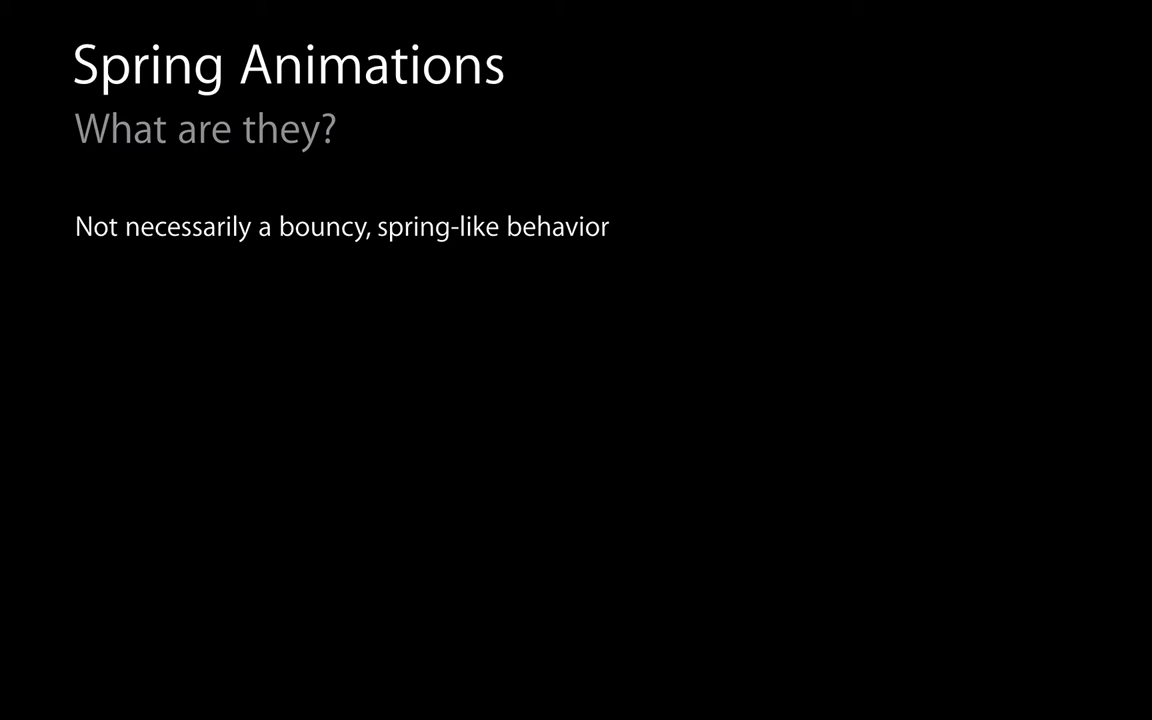 Spring Animations
What are they?
Not necessarily a bouncy, spring-like behavior